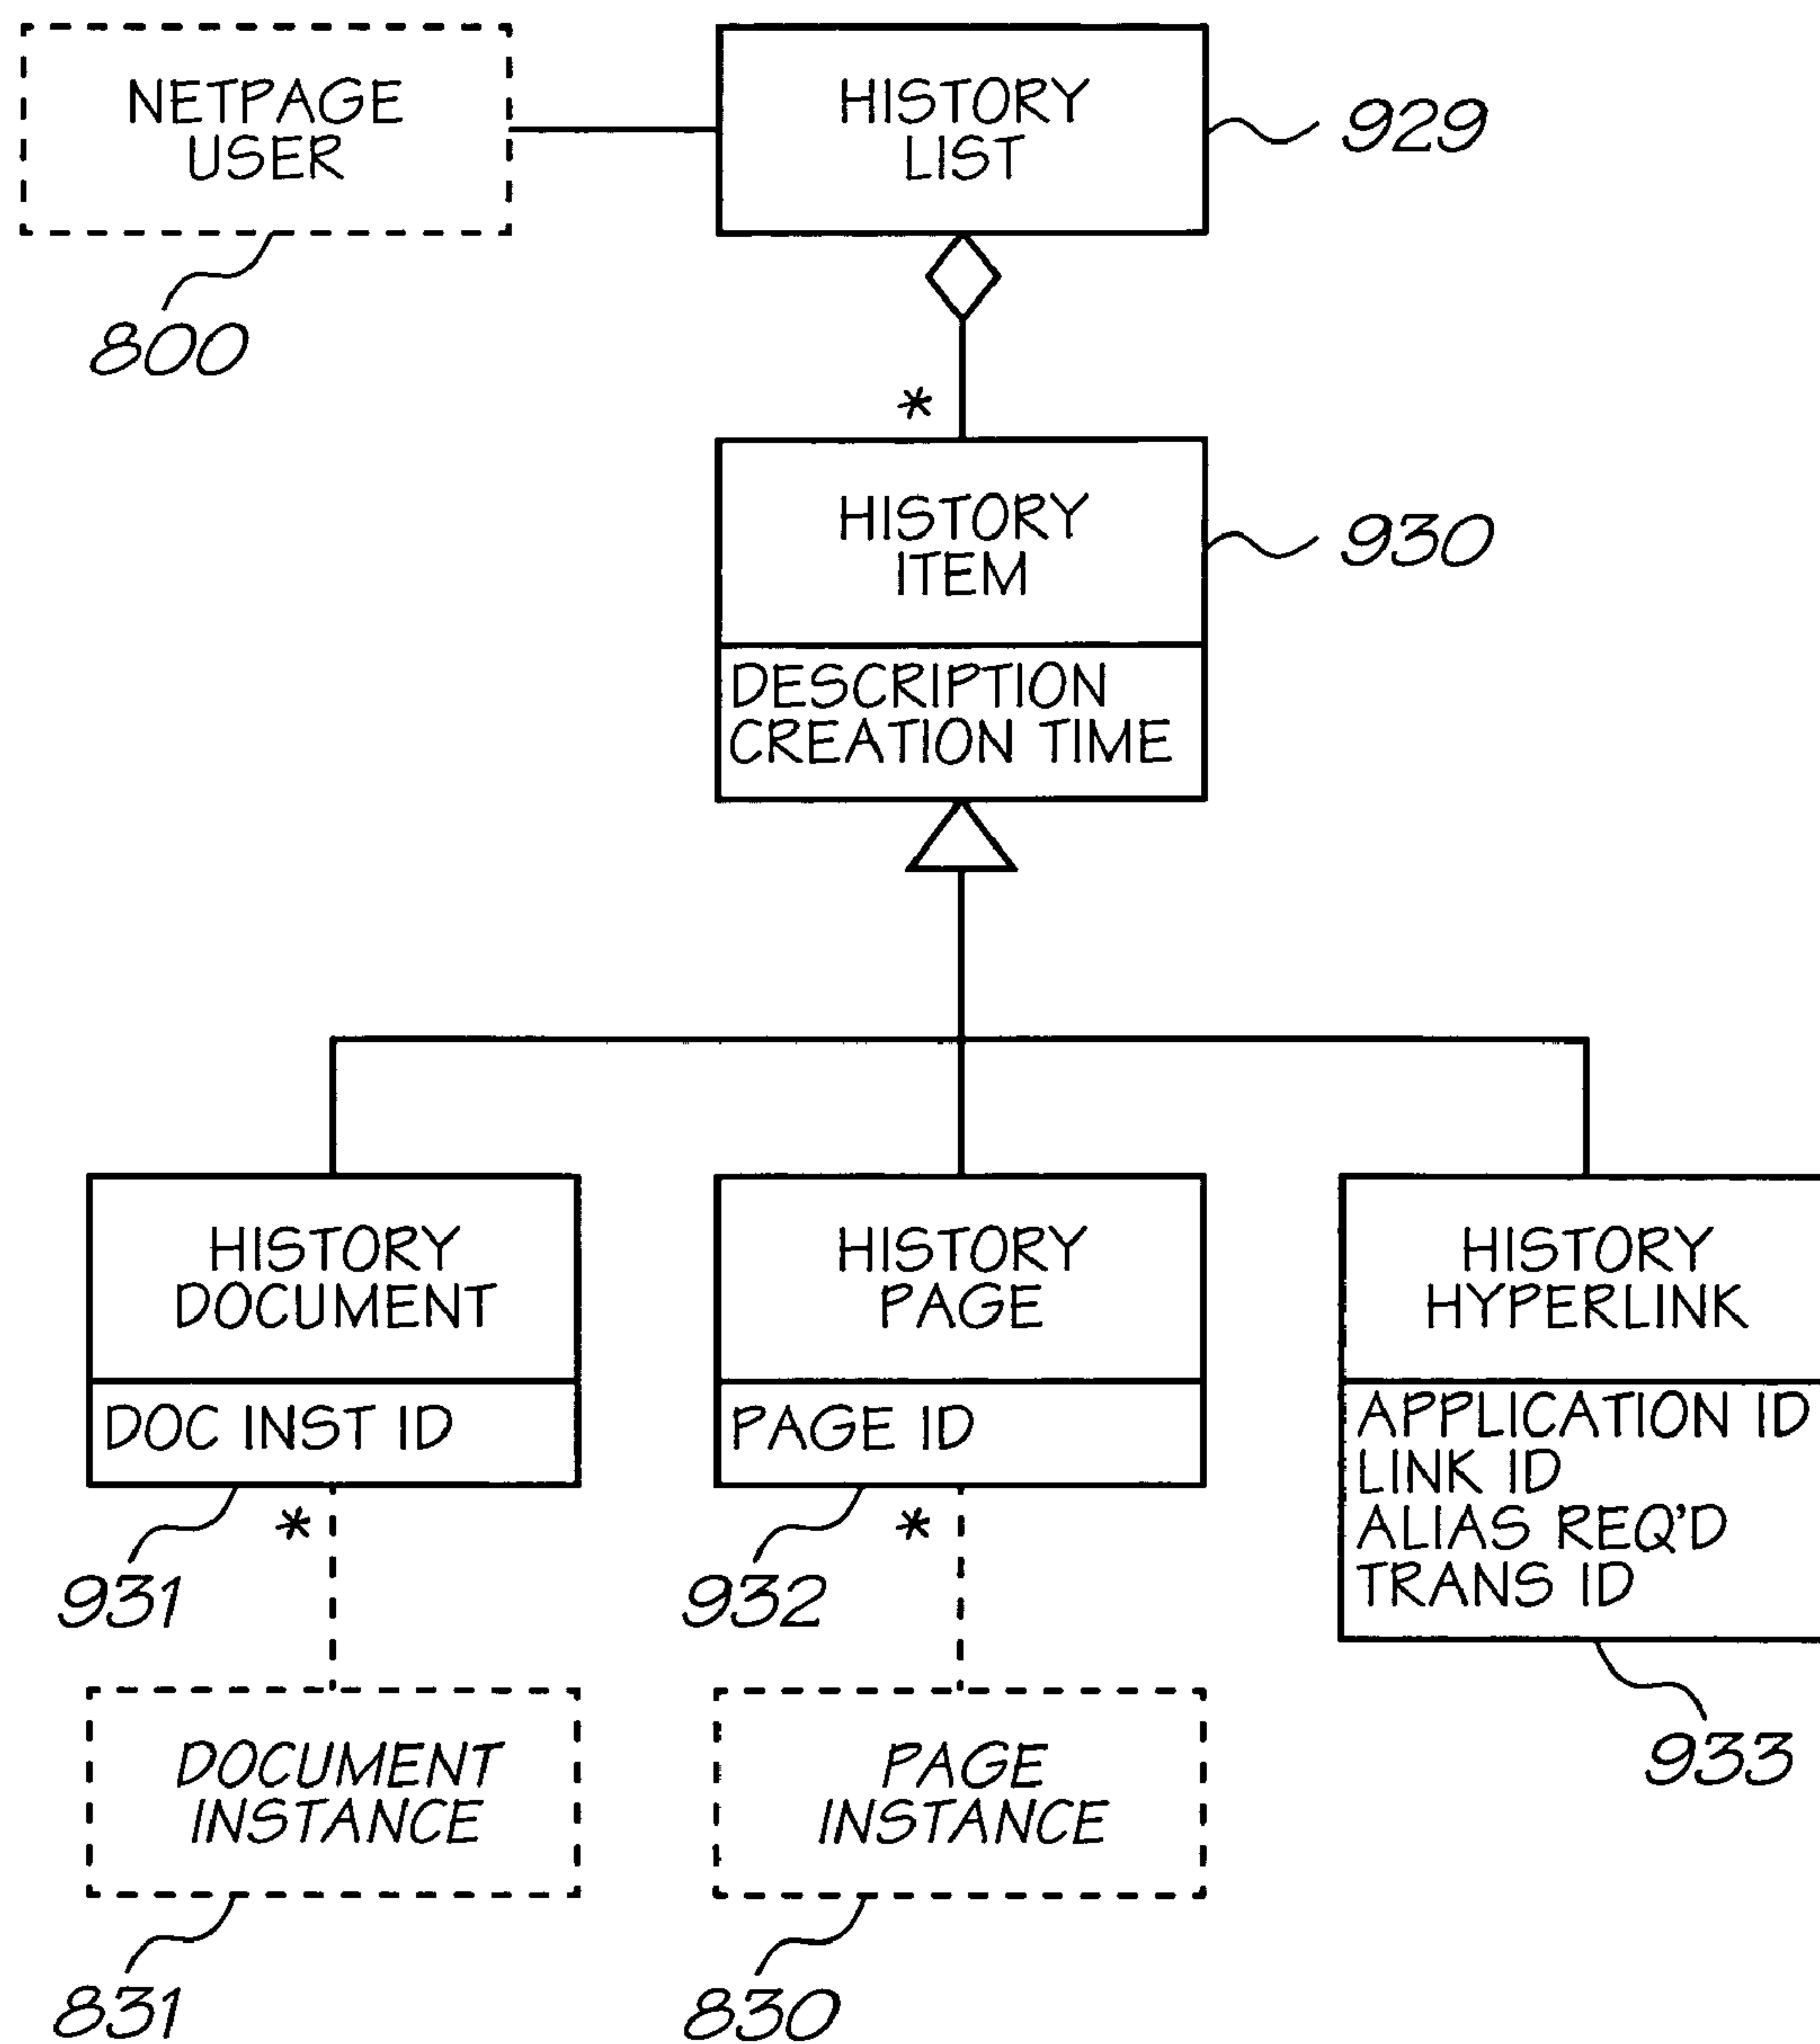 NETPAGE
USER
HISTORY
LIST
929
800
*
HISTORY
ITEM
930
DESCRIPTION
CREATION TIME
HISTORY
DOCUMENT
DOC INST ID
HISTORY
PAGE
PAGE ID
HISTORY
HYPERLINK
APPLICATION ID
LINK ID
ALIAS REQ'D
TRANS ID
*
931
*
932
933
DOCUMENT
INSTANCE
PAGE
INSTANCE
831
830